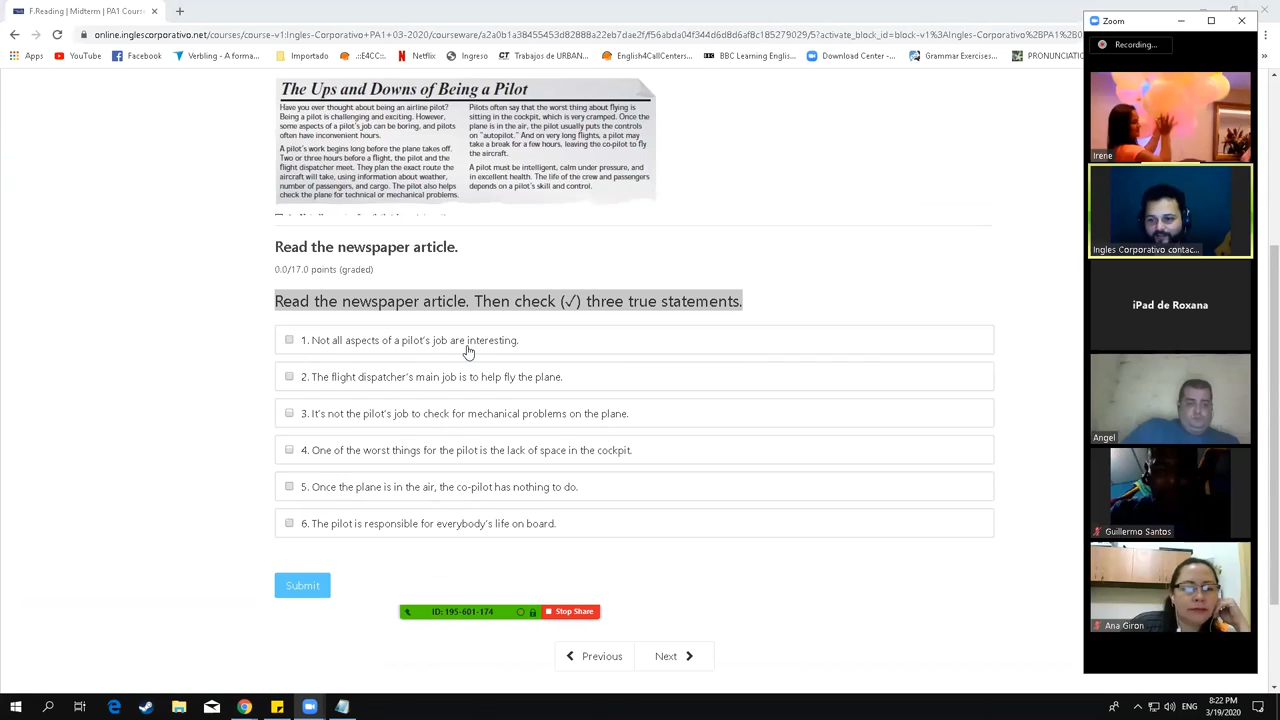 F.Reading | Midterm | PA1 Course
Zoom
Recording...
Apps
YouTube
Facebook
Verbling
Trabajos en
Download Center -...
Grammar Exercises...
PRONUNCIATION
The Ups and Downs of Being a Pilot
Have you ever thought about being an airline pilot?
Being a pilot is challenging and exciting. However,
some aspects of a pilot's job can be boring, and pilots
often have inconvenient hours.
A pilot's work begins long before the plane takes off.
Two or three hours before a flight, the pilot and the
flight dispatcher meet. They plan the exact route the
aircraft will take, using information about weather,
number of passengers, and cargo. The pilot also helps
check the plane for technical or mechanical problems.
Pilots often say that the worst thing about flying is
sitting in the cockpit, which is very cramped. Once the
plane is in the air, the pilot usually puts the controls
on "autopilot." And on very long flights, a pilot may
take a break for a few hours, leaving the co-pilot to fly
the aircraft.
A pilot must be intelligent, calm under pressure, and
in excellent health. The life of the crew and passengers
depends on a pilot's skill and control.
Read the newspaper article.
0.0/17.0 points (graded)
Read the newspaper article. Then check (✓) three true statements.
1. Not all aspects of a pilot's job are interesting.
2. The flight dispatcher's main job is to help fly the plane.
3. It's not the pilot's job to check for mechanical problems on the plane.
4. One of the worst things for the pilot is the lack of space in the cockpit.
5. Once the plane is in the air, the co-pilot has nothing to do.
6. The pilot is responsible for everybody's life on board.
Submit
ID: 195-601-174
Stop Share
Previous
Next
Irene
Ingles Corporativo contac...
iPad de Roxana
Angel
Guillermo Santos
Ana Giron
ENG
8:22 PM
3/19/2020